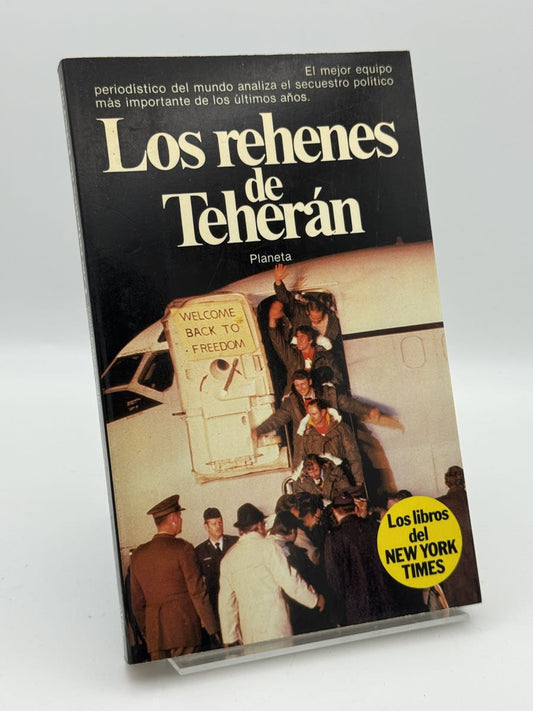 El mejor equipo
periodístico del mundo analiza el secuestro político
más importante de los últimos años.
Los rehenes
de
Teherán
Planeta
WELCOME
BACK TO
FREEDOM
Los libros
del
NEW YORK
TIMES